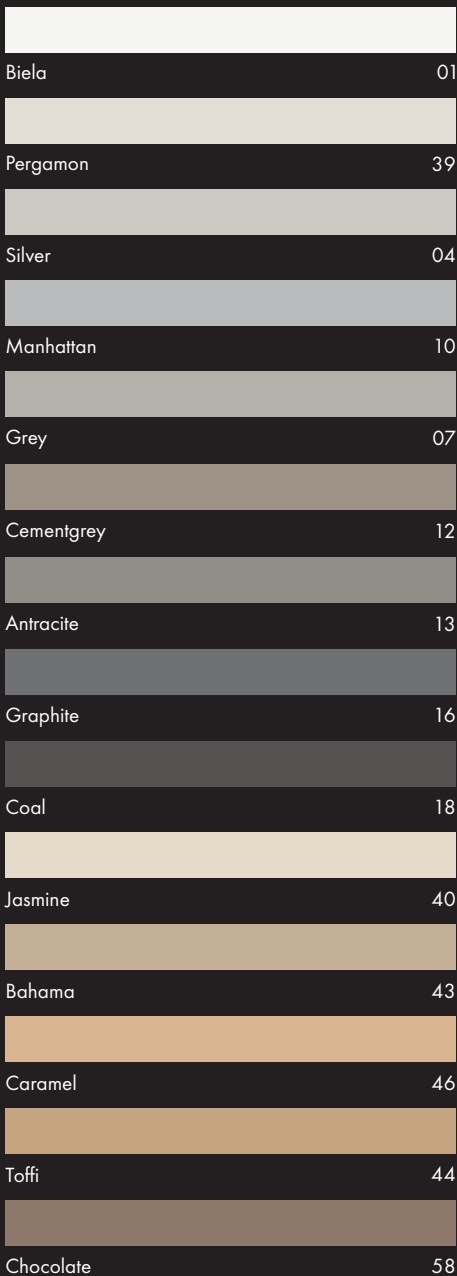 Biela 01
Pergamon 39
Silver 04
Manhattan 10
Grey 07
Cementgrey 12
Antracite 13
Graphite 16
Coal 18
Jasmine 40
Bahama 43
Caramel 46
Toffi 44
Chocolate 58